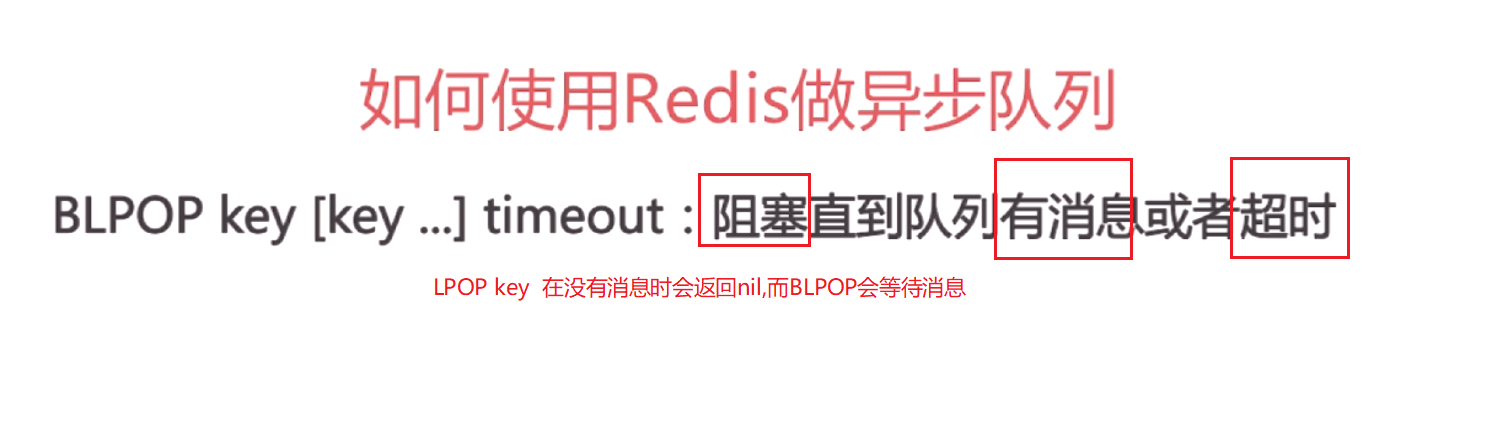 如何使用Redis做异步队列
BLPOP key [key ...] timeout：阻塞直到队列有消息或者超时
LPOP key  在没有消息时会返回nil,而BLPOP会等待消息